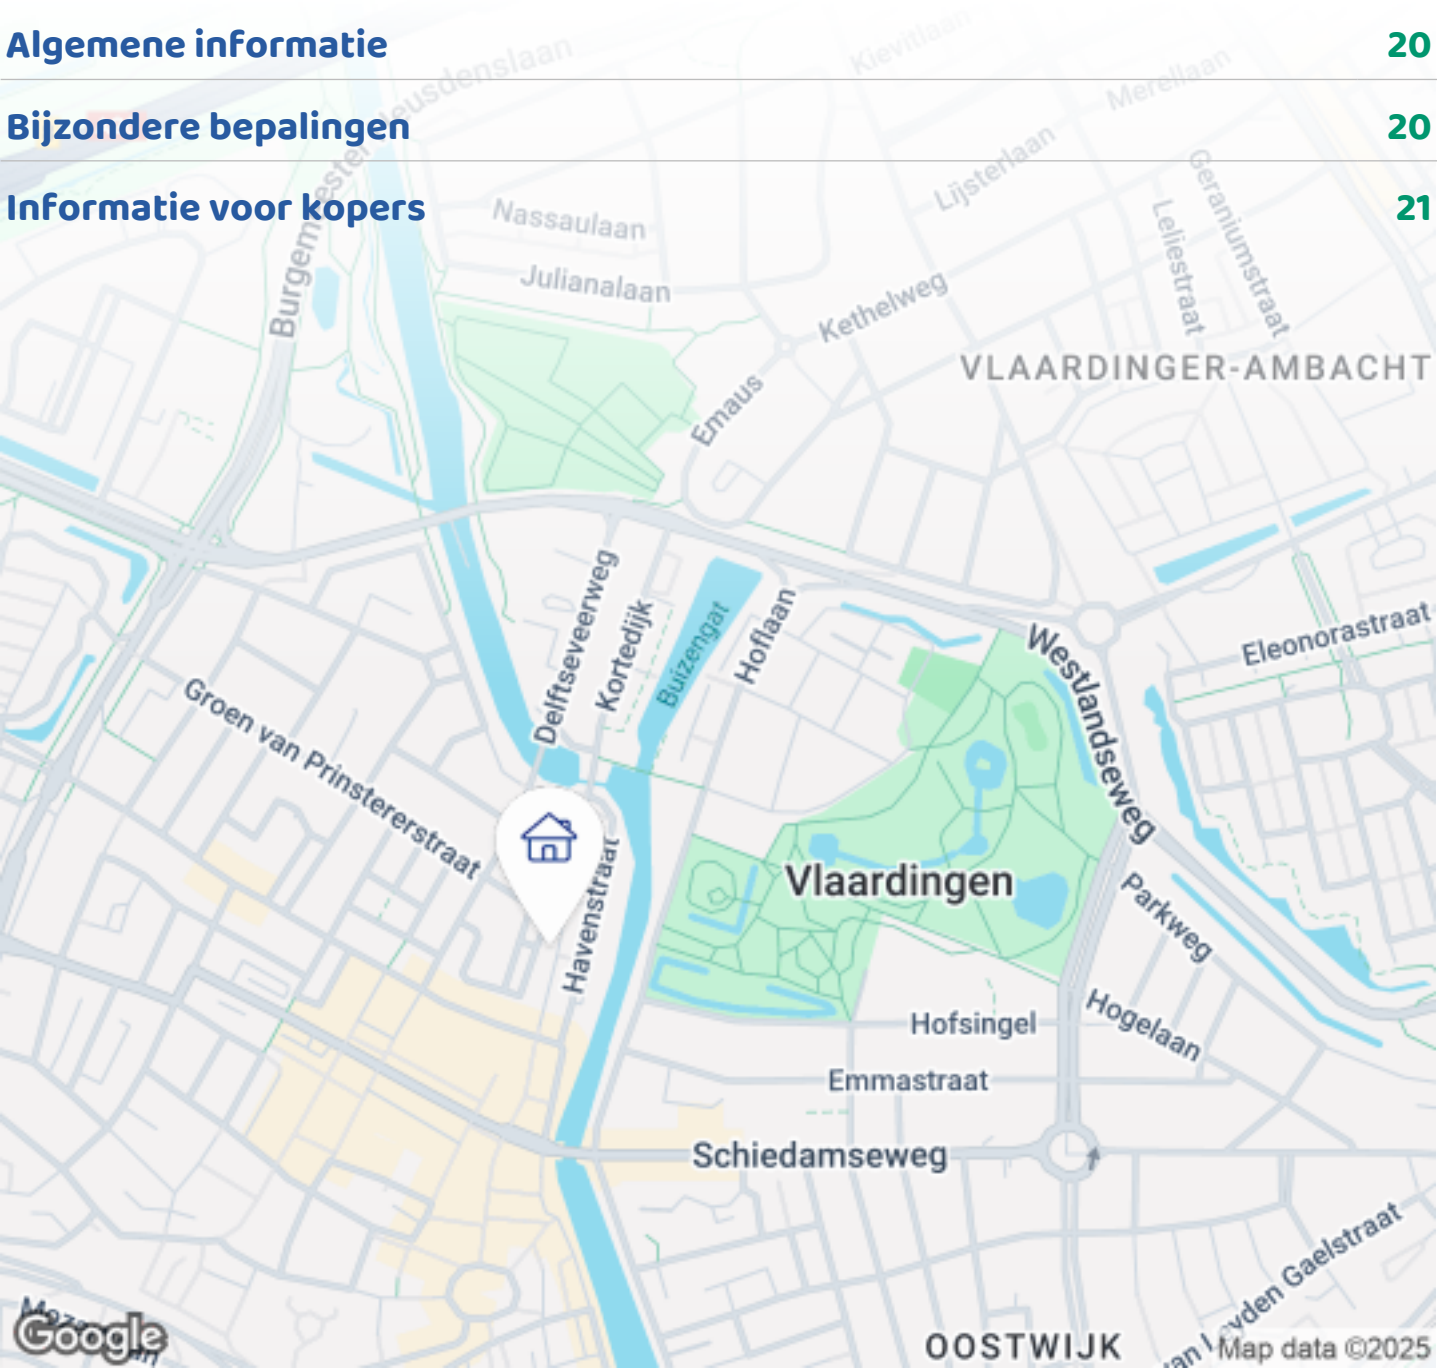 Algemene informatie 20
Bijzondere bepalingen 20
Informatie voor kopers 21
Kievitlaan
Merellaan
Lijsterlaan
Geraniumstraat
Leliestraat
Nassaulaan
Julianalaan
Kethelweg
VLAARDINGER-AMBACHT
Emaus
Delftseveerweg
Kortedijk
Buizengat
Hoflaan
Westlandseweg
Eleonorastraat
Groen van Prinstererstraat
Havenstraat
Vlaardingen
Parkweg
Hogelaan
Hofsingel
Emmastraat
Schiedamseweg
OOSTWIJK
Google
Map data ©2025